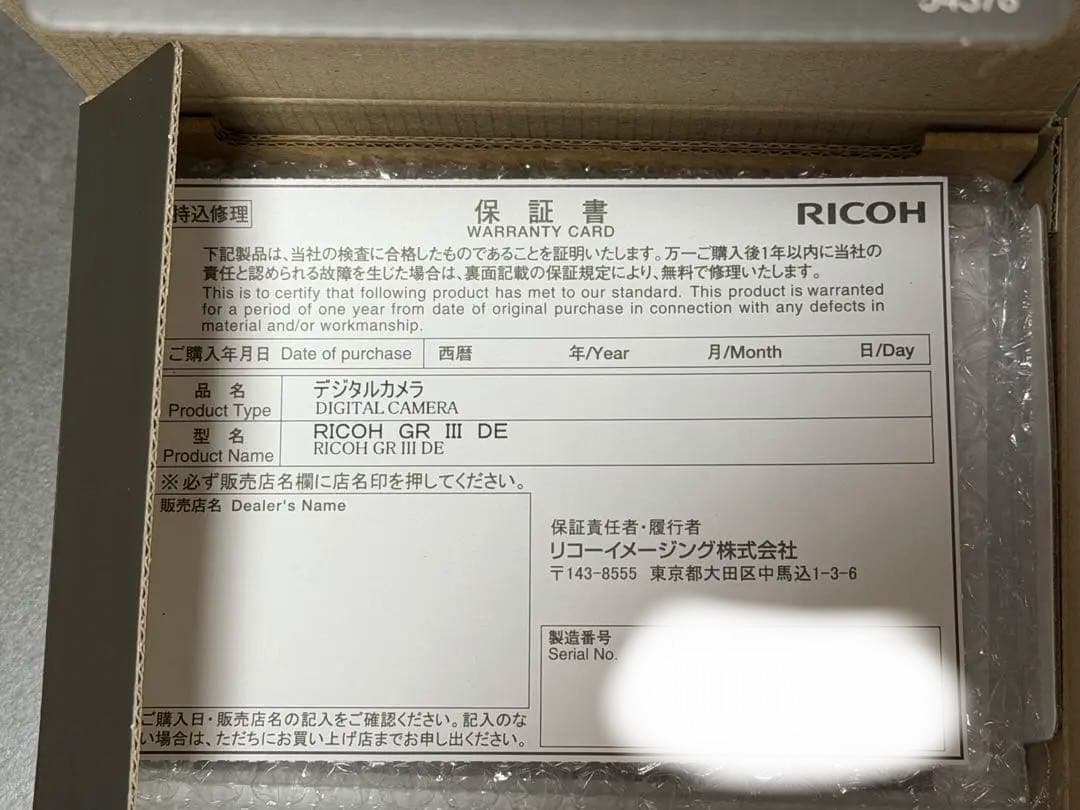 持込修理
保証書
WARRANTY CARD
RICOH
下記製品は、当社の検査に合格したものであることを証明いたします。万一ご購入後1年以内に当社の
責任と認められる故障を生じた場合は、裏面記載の保証規定により、無料で修理いたします。
This is to certify that following product has met to our standard. This product is warranted
for a period of one year from date of original purchase in connection with any defects in
material and/or workmanship.
ご購入年月日 Date of purchase 西暦 年/Year 月/Month 日/Day
品名 デジタルカメラ
Product Type DIGITAL CAMERA
型名 RICOH GR III DE
Product Name RICOH GR III DE
※必ず販売店名欄に店名印を押してください。
販売店名 Dealer's Name
保証責任者・履行者
リコーイメージング株式会社
〒143-8555 東京都大田区中馬込1-3-6
製造番号
Serial No.
ご購入日・販売店名の記入をご確認ください。記入のな
い場合は、ただちにお買い上げ店までお申し出ください。